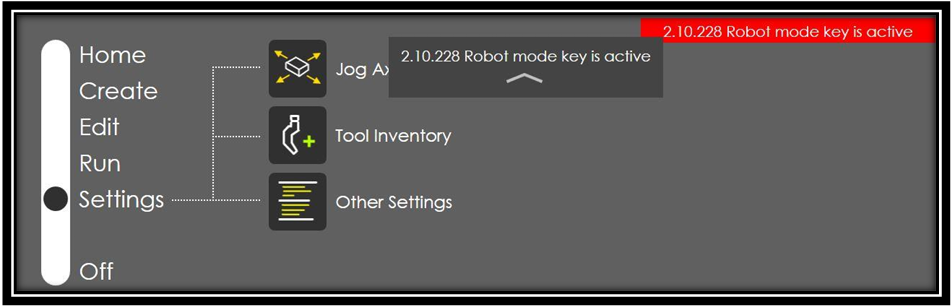 2.10.228 Robot mode key is active
2.10.228 Robot mode key is active
Home
Create
Edit
Run
Settings
Off
Jog Ax
Tool Inventory
Other Settings